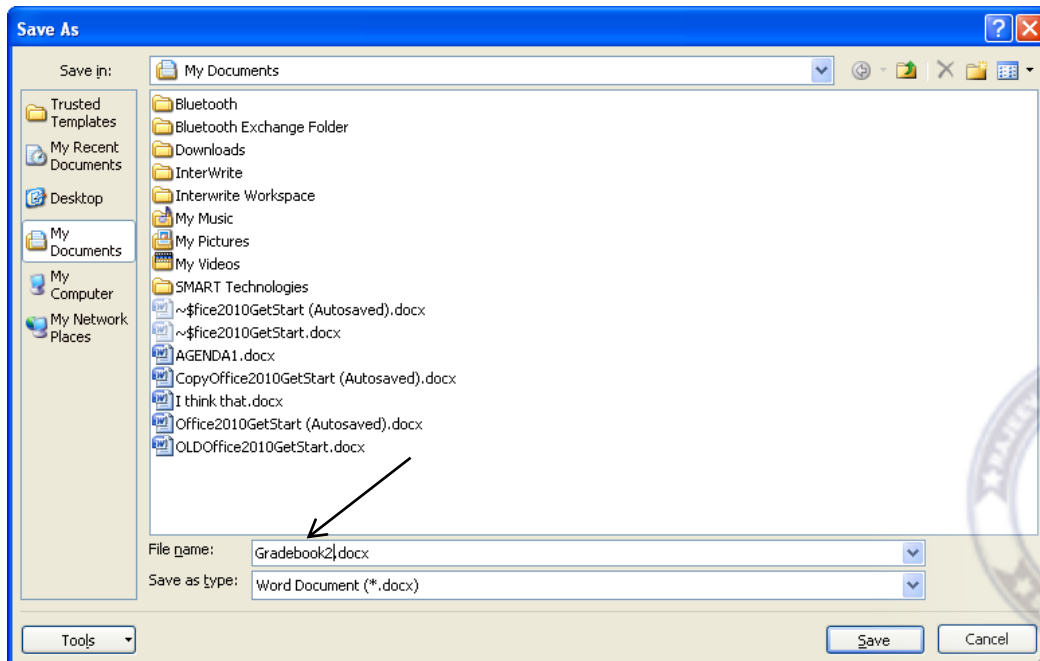 Save As
Save in:
My Documents
Trusted
Templates
My Recent
Documents
Desktop
My
Documents
My
Computer
My Network
Places
Bluetooth
Bluetooth Exchange Folder
Downloads
InterWrite
Interwrite Workspace
My Music
My Pictures
My Videos
SMART Technologies
~$fice2010GetStart (Autosaved).docx
~$fice2010GetStart.docx
AGENDA1.docx
CopyOffice2010GetStart (Autosaved).docx
I think that.docx
Office2010GetStart (Autosaved).docx
OLDOffice2010GetStart.docx
File name:
Gradebook2.docx
Save as type:
Word Document (*.docx)
Tools
Save
Cancel